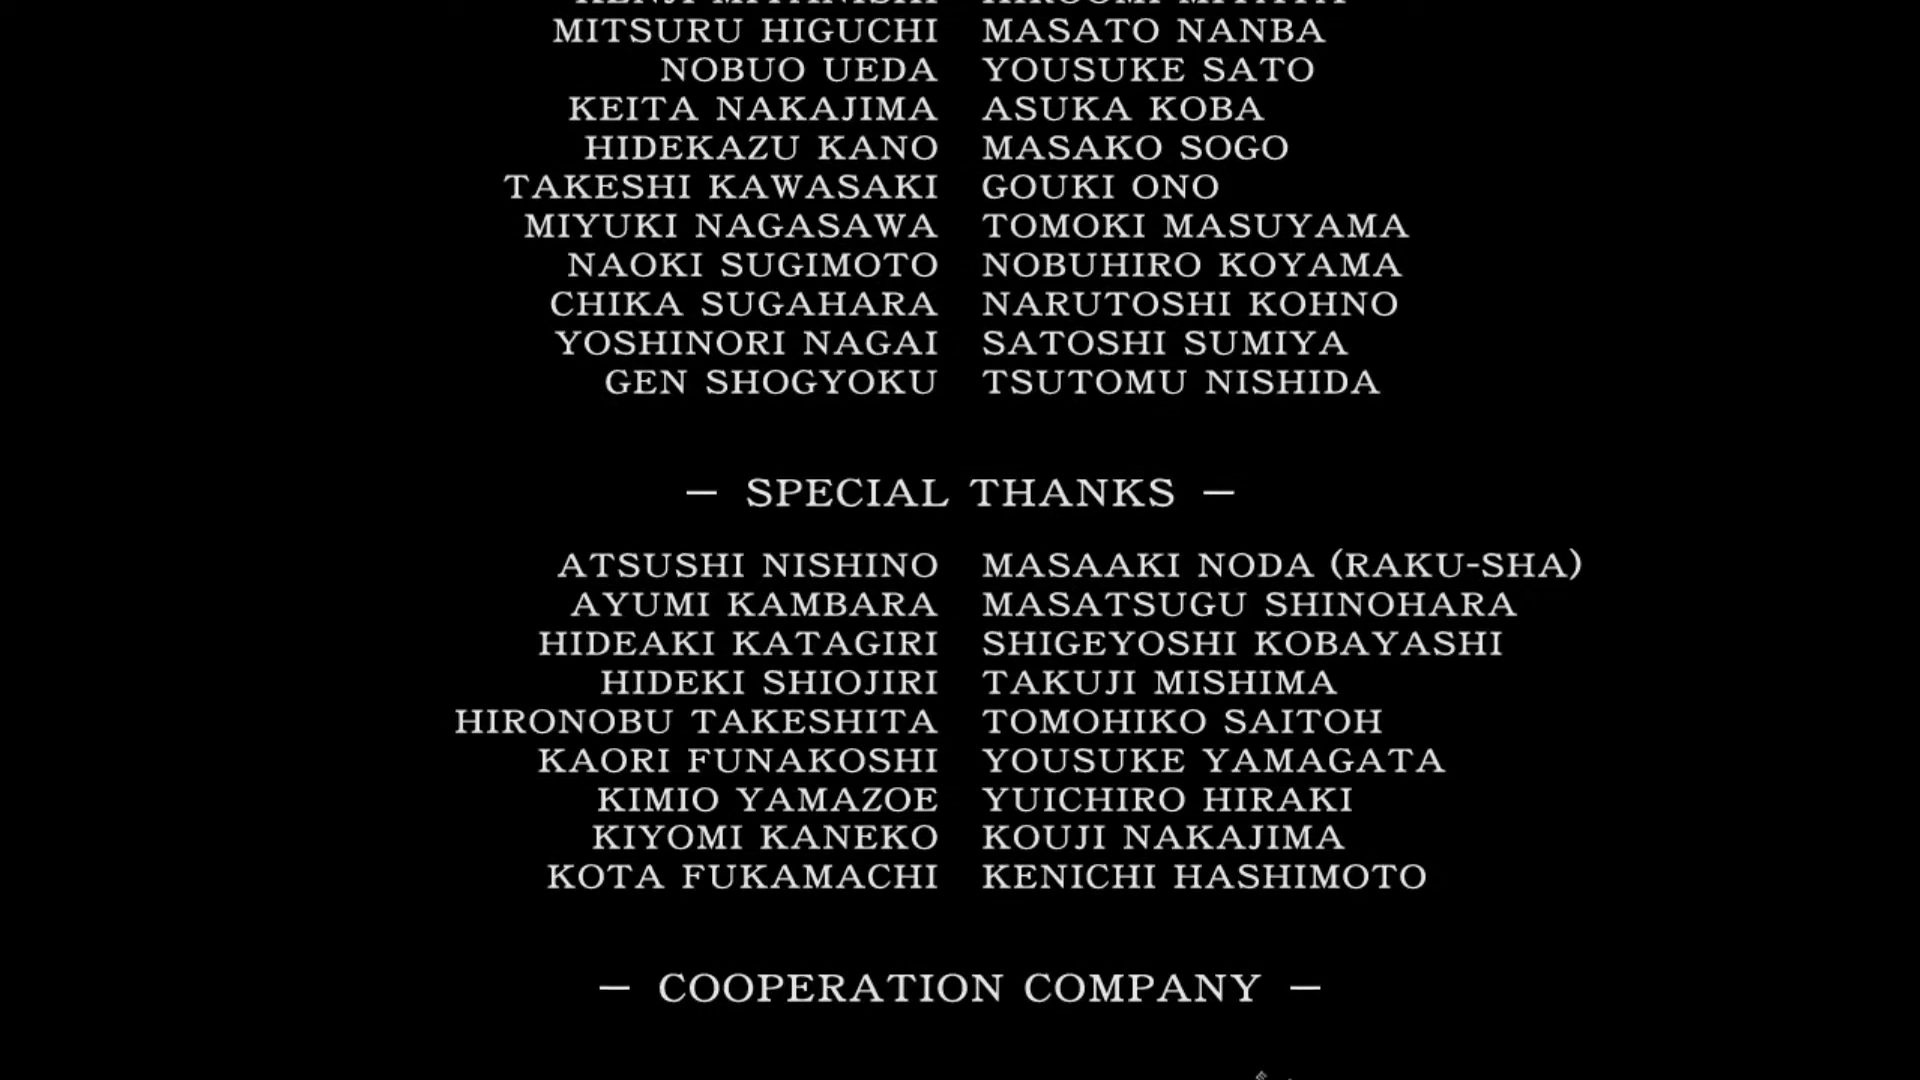 MITSURU HIGUCHI MASATO NANBA
NOBUO UEDA YOUSUKE SATO
KEITA NAKAJIMA ASUKA KOBA
HIDEKAZU KANO MASAKO SOGO
TAKESHI KAWASAKI GOUKI ONO
MIYUKI NAGASAWA TOMOKI MASUYAMA
NAOKI SUGIMOTO NOBUHIRO KOYAMA
CHIKA SUGAHARA NARUTOSHI KOHNO
YOSHINORI NAGAI SATOSHI SUMIYA
GEN SHOGYOKU TSUTOMU NISHIDA
— SPECIAL THANKS —
ATSUSHI NISHINO MASAAKI NODA (RAKU-SHA)
AYUMI KAMBARA MASATSUGU SHINOHARA
HIDEAKI KATAGIRI SHIGEYOSHI KOBAYASHI
HIDEKI SHIOJIRI TAKUJI MISHIMA
HIRONOBU TAKESHITA TOMOHIKO SAITOH
KAORI FUNAKOSHI YOUSUKE YAMAGATA
KIMIO YAMAZOE YUICHIRO HIRAKI
KIYOMI KANEKO KOUJI NAKAJIMA
KOTA FUKAMACHI KENICHI HASHIMOTO
— COOPERATION COMPANY —